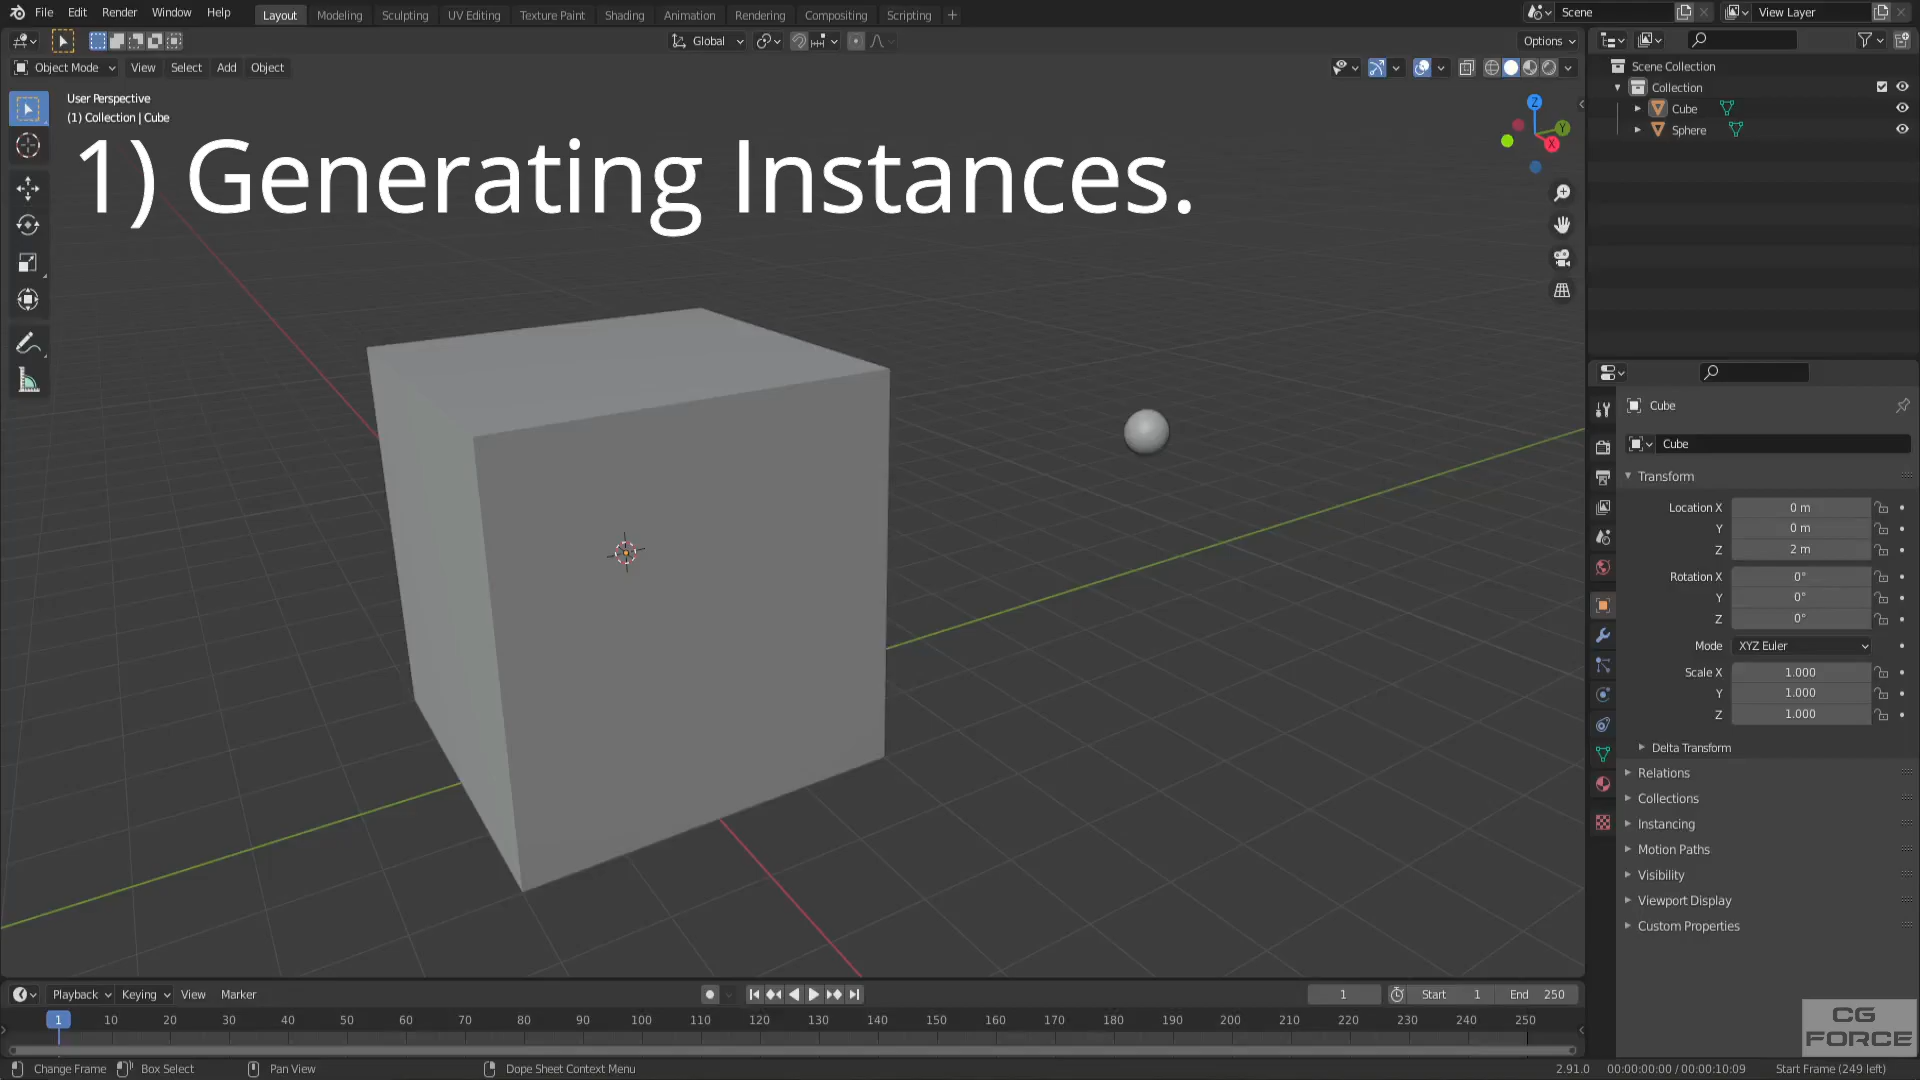 File Edit Render Window Help Layout Modeling Sculpting UV Editing Texture Paint Shading Animation Rendering Compositing Scripting + Scene View Layer
Global Options
Object Mode View Select Add Object
User Perspective
(1) Collection | Cube
1) Generating Instances.
Z
Y
X
Scene Collection
Collection
Cube
Sphere
Cube
Cube
Transform
Location X 0 m
Y 0 m
Z 2 m
Rotation X 0°
Y 0°
Z 0°
Mode XYZ Euler
Scale X 1.000
Y 1.000
Z 1.000
Delta Transform
Relations
Collections
Instancing
Motion Paths
Visibility
Viewport Display
Custom Properties
Playback Keying View Marker 1 Start 1 End 250
1 10 20 30 40 50 60 70 80 90 100 110 120 130 140 150 160 170 180 190 200 210 220 230 240 250
CG
FORCE
Change Frame Box Select Pan View Dope Sheet Context Menu 2.91.0 00:00:00:00 / 00:00:10:09 Start Frame (249 left)